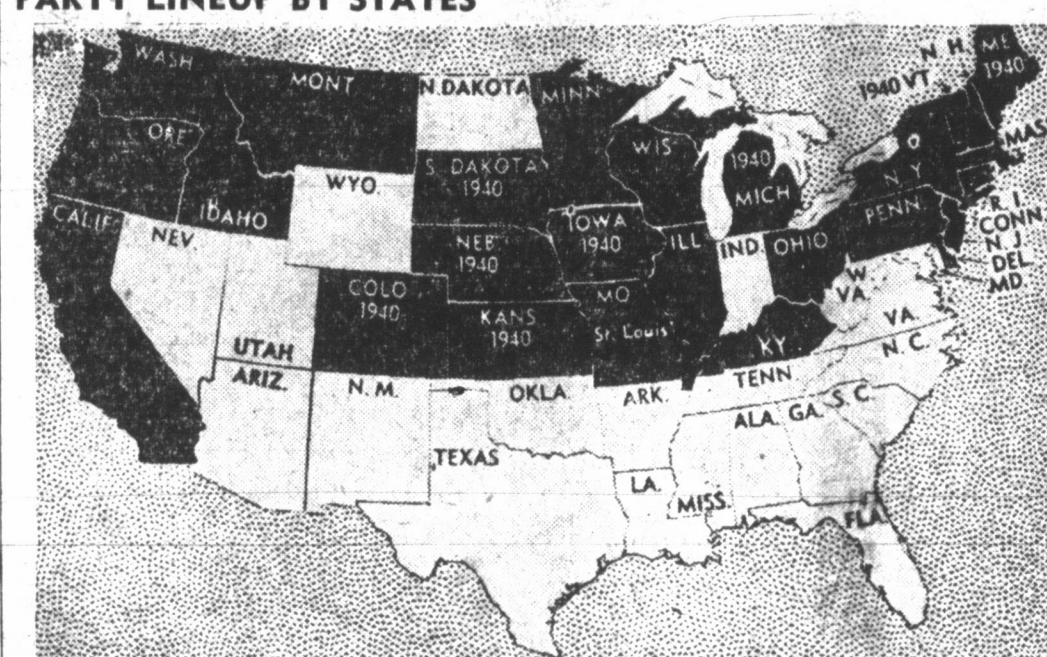 PARTY LINEUP BY STATES
WASH
MONT
N. DAKOTA
MINN
N. H.
ME
1940
1940 VT.
ORE
S. DAKOTA
1940
WIS
1940
MICH
MASS
N Y
WYO.
IDAHO
CALIF
NEV.
NEB
1940
IOWA
1940
ILL
IND.
OHIO
PENN
R. I.
CONN
N J
DEL
MD.
COLO
1940
KANS
1940
MO
St. Louis
W.
VA.
VA.
KY
UTAH
ARIZ.
N. M.
OKLA.
ARK.
TENN.
N. C.
S. C.
ALA.
GA.
TEXAS
LA.
MISS.
FLA.